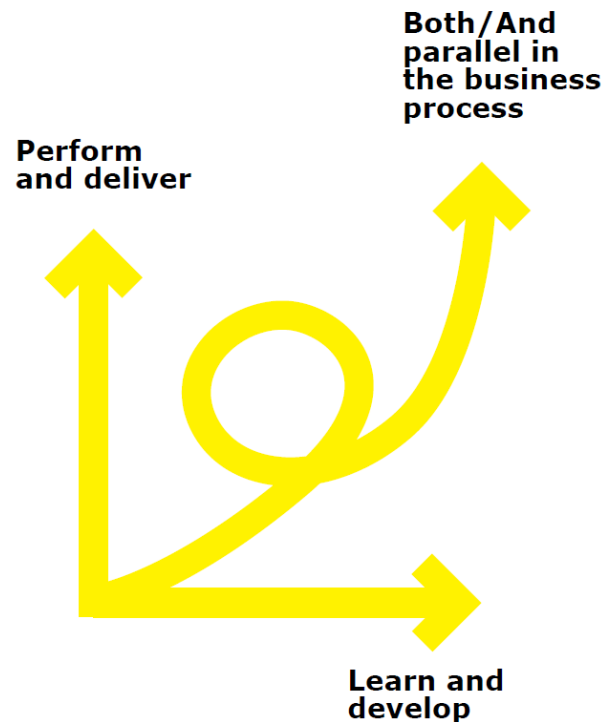 Both/And
parallel in
the business
process
Perform
and deliver
Learn and
develop